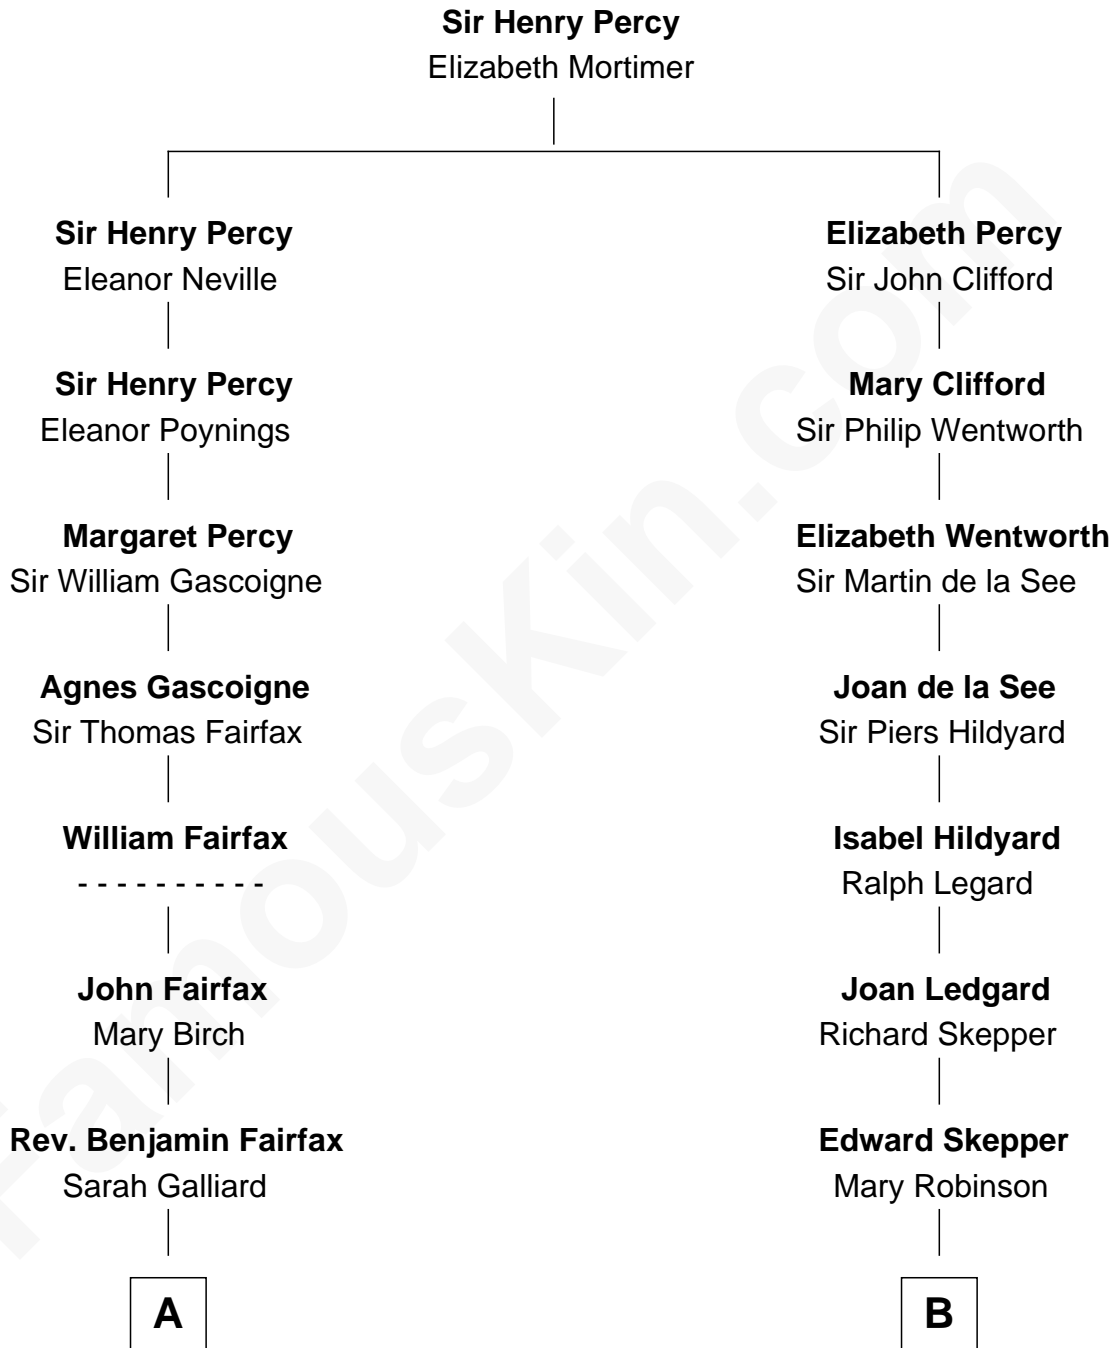 Sir Henry Percy
Elizabeth Mortimer
Sir Henry Percy
Eleanor Neville
Sir Henry Percy
Eleanor Poynings
Margaret Percy
Sir William Gascoigne
Agnes Gascoigne
Sir Thomas Fairfax
William Fairfax
- - - - - - - - - -
John Fairfax
Mary Birch
Rev. Benjamin Fairfax
Sarah Galliard
A
Elizabeth Percy
Sir John Clifford
Mary Clifford
Sir Philip Wentworth
Elizabeth Wentworth
Sir Martin de la See
Joan de la See
Sir Piers Hildyard
Isabel Hildyard
Ralph Legard
Joan Ledgard
Richard Skepper
Edward Skepper
Mary Robinson
B
FamousKin.com